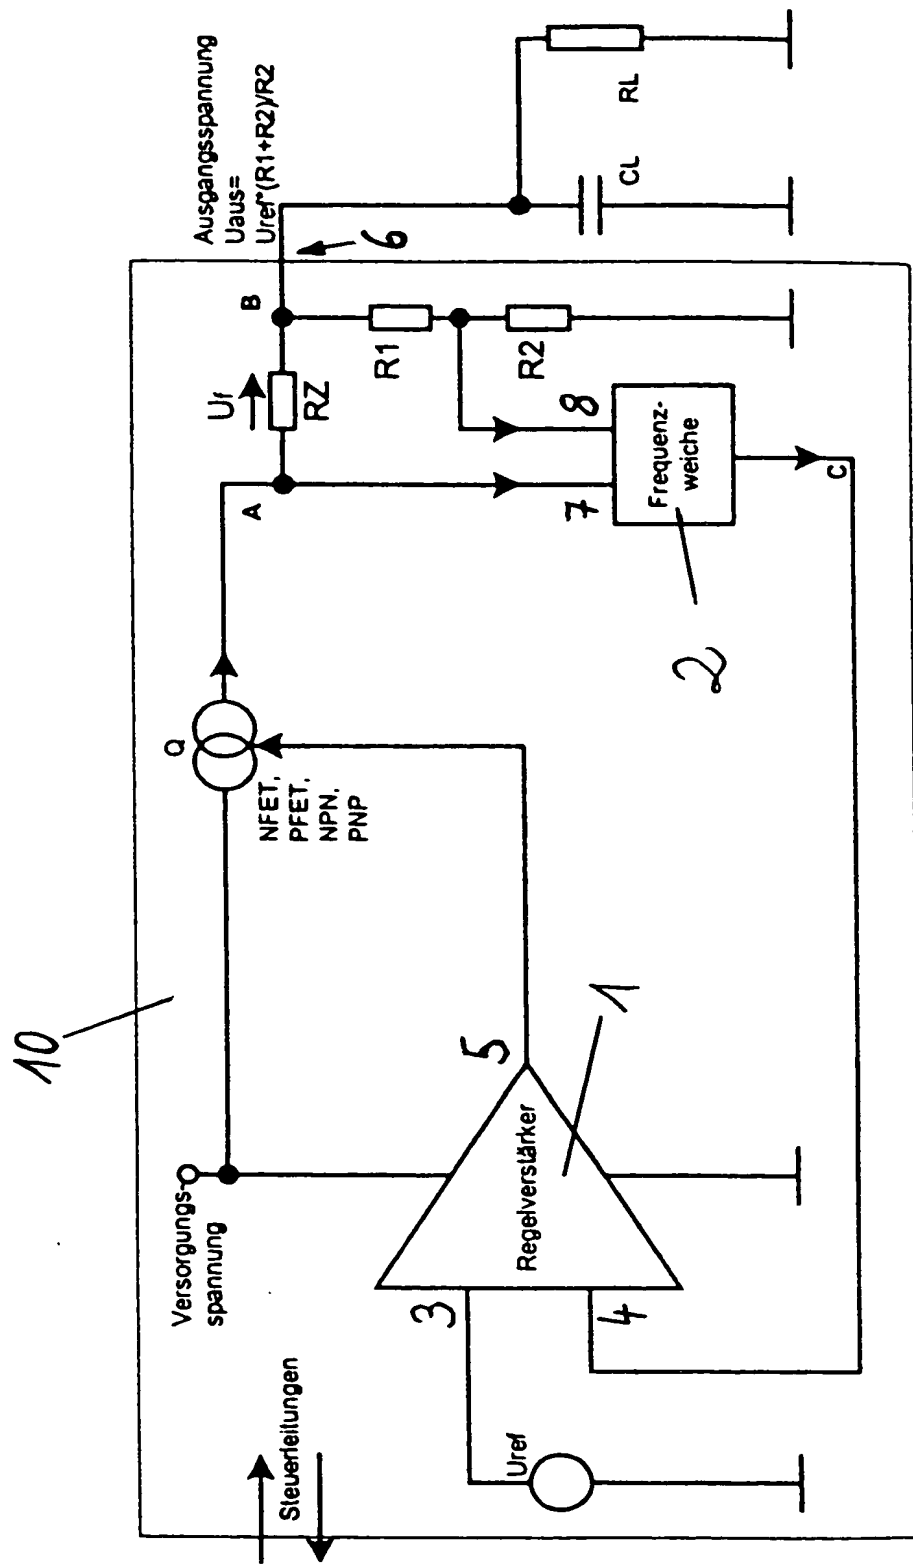 10
Steuerleitungen
Versorgungs-
spannung
Uref
3
4
Regelverstärker
1
5
Q
NFET,
PFET,
NPN,
PNP
A
Uf
RZ
B
Ausgangsspannung
Uaus=
Uref*(R1+R2)/R2
6
R1
R2
7
8
Frequenz-
weiche
2
C
CL
RL